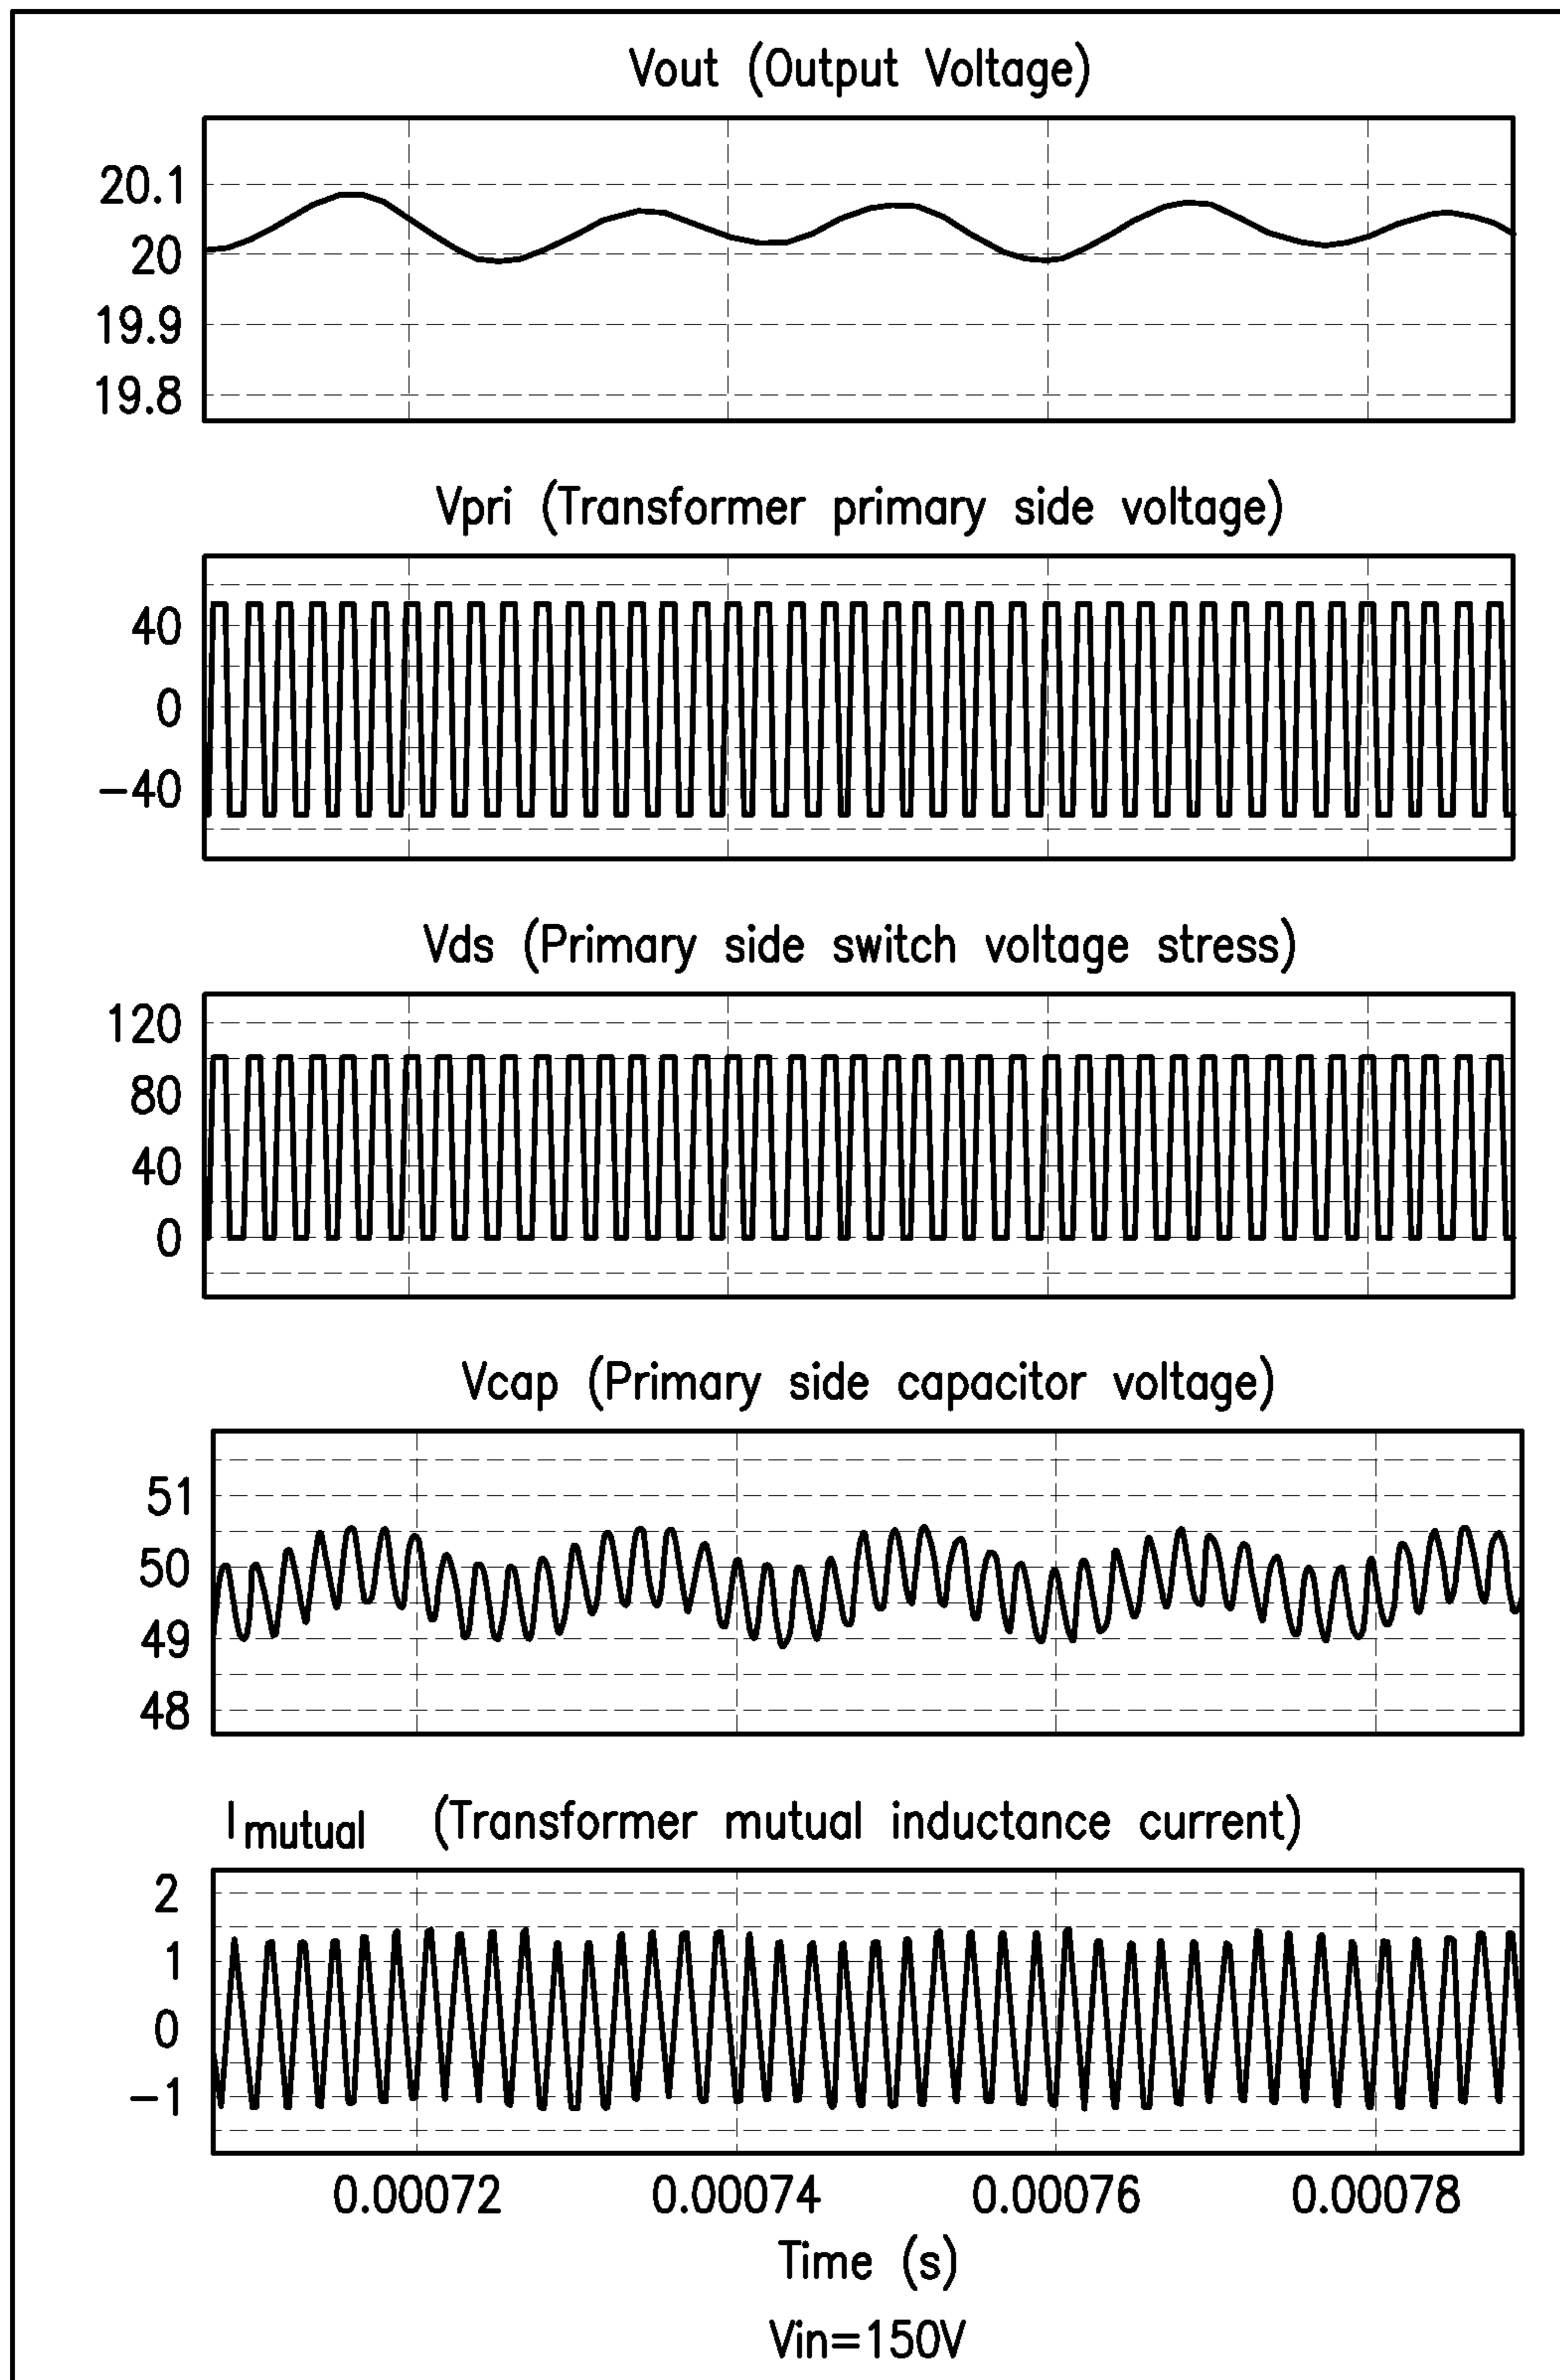 Vout (Output Voltage)
20.1
20
19.9
19.8
Vpri (Transformer primary side voltage)
40
0
-40
Vds (Primary side switch voltage stress)
120
80
40
0
Vcap (Primary side capacitor voltage)
51
50
49
48
Imutual (Transformer mutual inductance current)
2
1
0
-1
0.00072 0.00074 0.00076 0.00078
Time (s)
Vin=150V